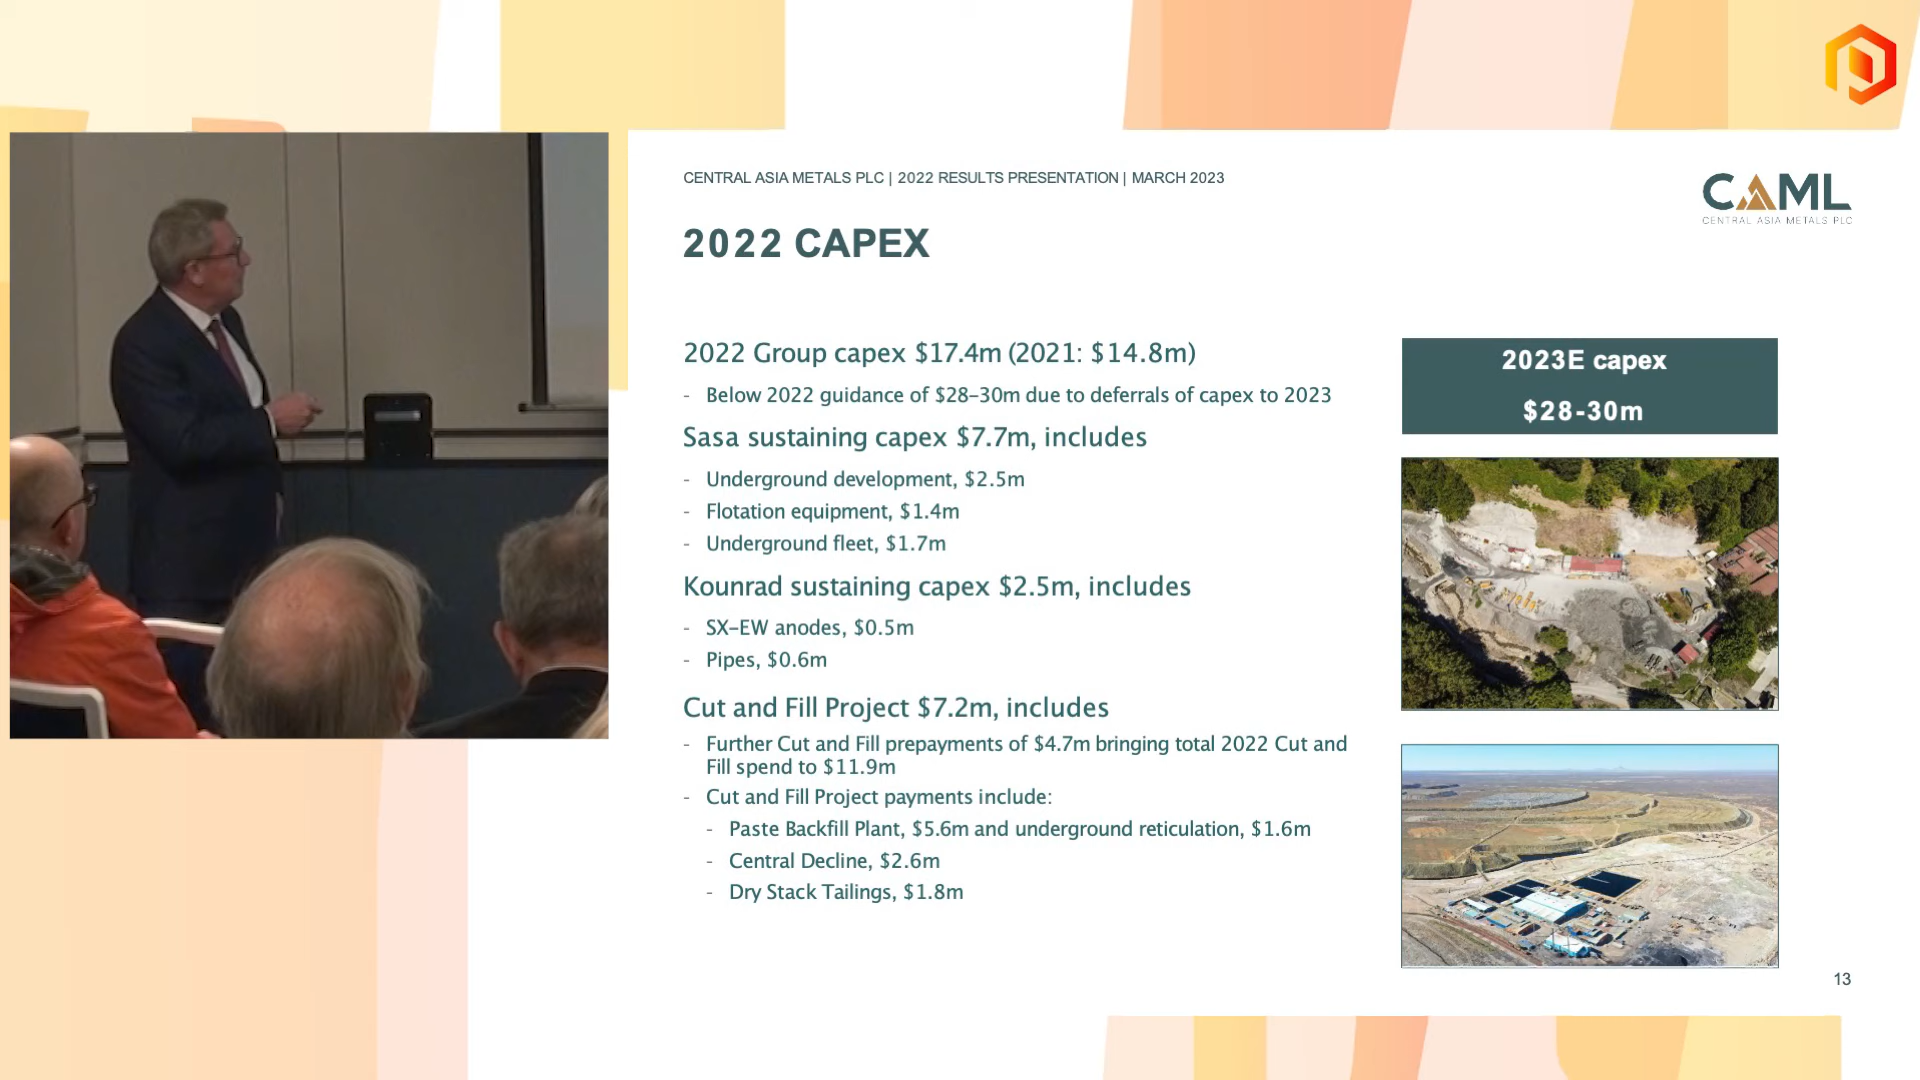 CENTRAL ASIA METALS PLC | 2022 RESULTS PRESENTATION | MARCH 2023
CAML
CENTRAL ASIA METALS PLC
2022 CAPEX
2022 Group capex $17.4m (2021: $14.8m)
- Below 2022 guidance of $28-30m due to deferrals of capex to 2023
Sasa sustaining capex $7.7m, includes
- Underground development, $2.5m
- Flotation equipment, $1.4m
- Underground fleet, $1.7m
Kounrad sustaining capex $2.5m, includes
- SX-EW anodes, $0.5m
- Pipes, $0.6m
Cut and Fill Project $7.2m, includes
- Further Cut and Fill prepayments of $4.7m bringing total 2022 Cut and
Fill spend to $11.9m
- Cut and Fill Project payments include:
- Paste Backfill Plant, $5.6m and underground reticulation, $1.6m
- Central Decline, $2.6m
- Dry Stack Tailings, $1.8m
2023E capex
$28-30m
13